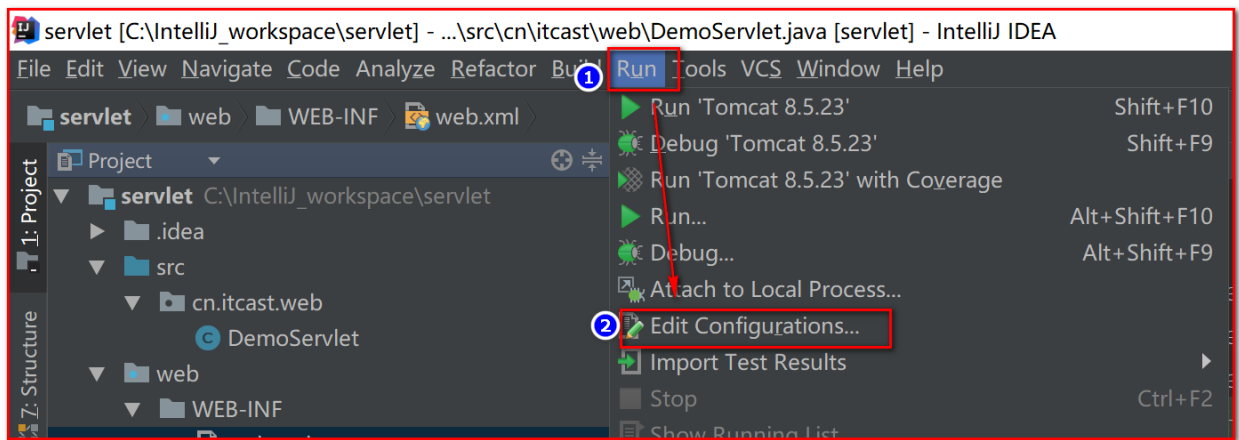 servlet [C:\IntelliJ_workspace\servlet] - ...\src\cn\itcast\web\DemoServlet.java [servlet] - IntelliJ IDEA
File Edit View Navigate Code Analyze Refactor Build Run Tools VCS Window Help
1
servlet web WEB-INF web.xml
Run 'Tomcat 8.5.23' Shift+F10
Debug 'Tomcat 8.5.23' Shift+F9
Run 'Tomcat 8.5.23' with Coverage
Run... Alt+Shift+F10
Debug... Alt+Shift+F9
Attach to Local Process...
2
Edit Configurations...
Import Test Results
Stop Ctrl+F2
Show Running List
1: Project
7: Structure
Project
servlet C:\IntelliJ_workspace\servlet
.idea
src
cn.itcast.web
C DemoServlet
web
WEB-INF